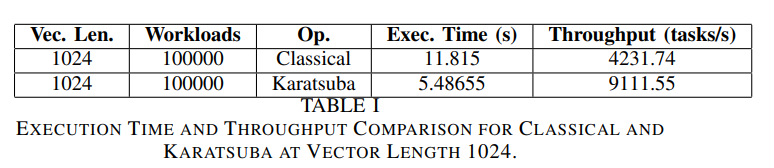 Vec. Len. Workloads Op. Exec. Time (s) Throughput (tasks/s)
1024 100000 Classical 11.815 4231.74
1024 100000 Karatsuba 5.48655 9111.55
TABLE I
EXECUTION TIME AND THROUGHPUT COMPARISON FOR CLASSICAL AND
KARATSUBA AT VECTOR LENGTH 1024.